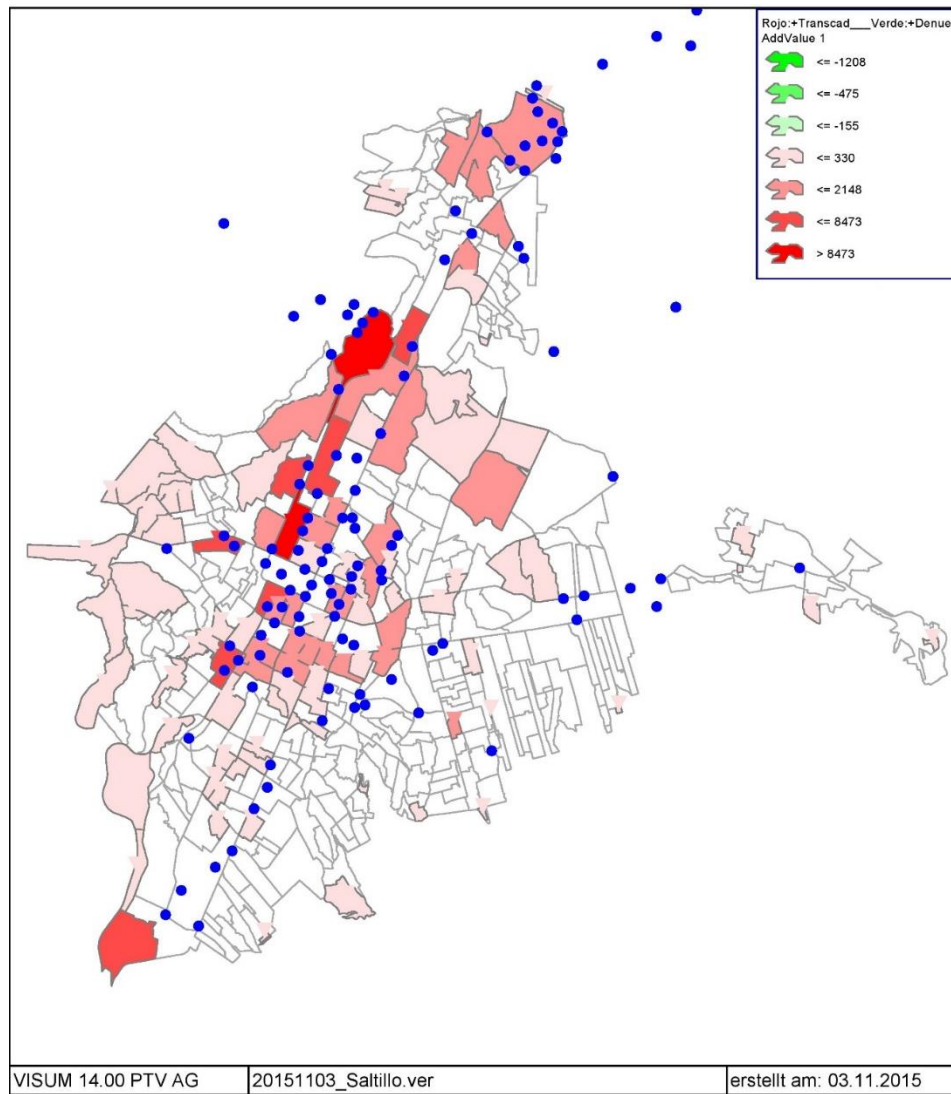 Rojo:+Transcad___Verde:+Denue
AddValue 1
<= -1208
<= -475
<= -155
<= 330
<= 2148
<= 8473
> 8473
VISUM 14.00 PTV AG
20151103_Saltillo.ver
erstellt am: 03.11.2015